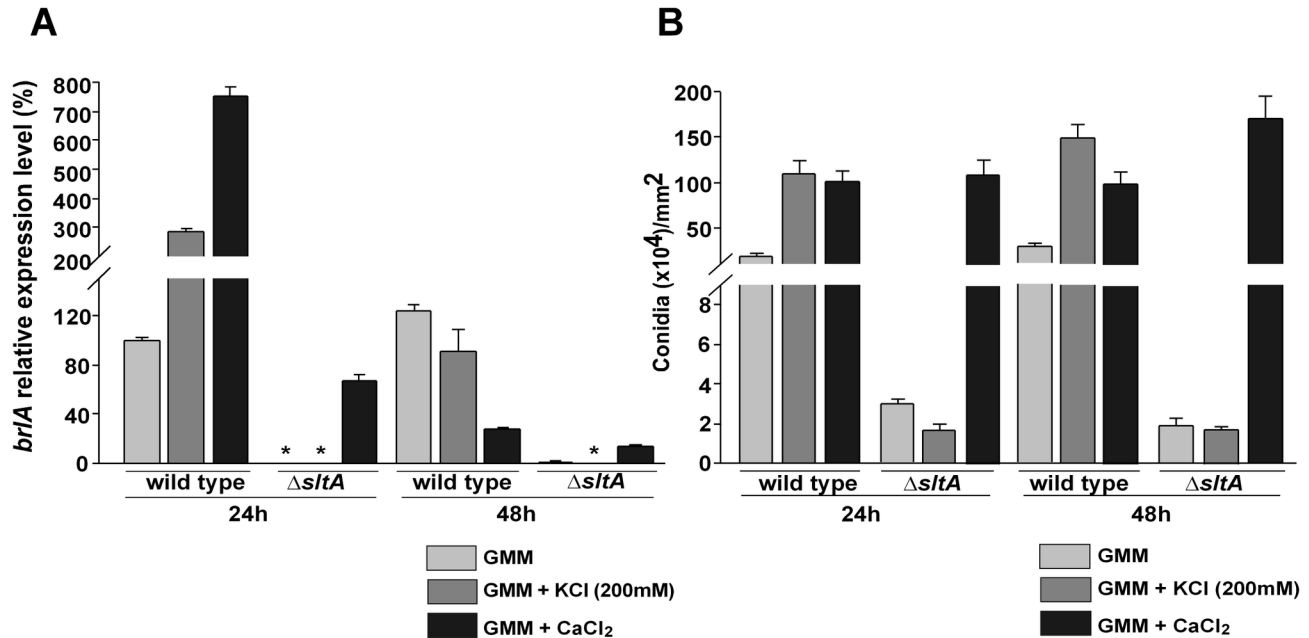 A
brlA relative expression level (%)
800
700
600
500
400
300
200
120
80
40
0
* *
*
wild type
ΔsltA
wild type
ΔsltA
24h
48h
GMM
GMM + KCl (200mM)
GMM + CaCl₂
B
Conidia (x10⁴)/mm²
200
150
100
50
8
6
4
2
0
wild type
ΔsltA
wild type
ΔsltA
24h
48h
GMM
GMM + KCl (200mM)
GMM + CaCl₂